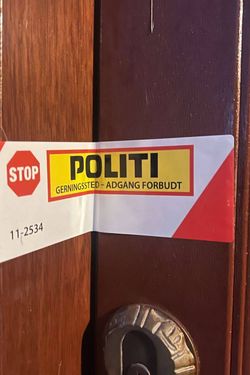 STOP
POLITI
GERNINGSSTED - ADGANG FORBUDT
11-2534